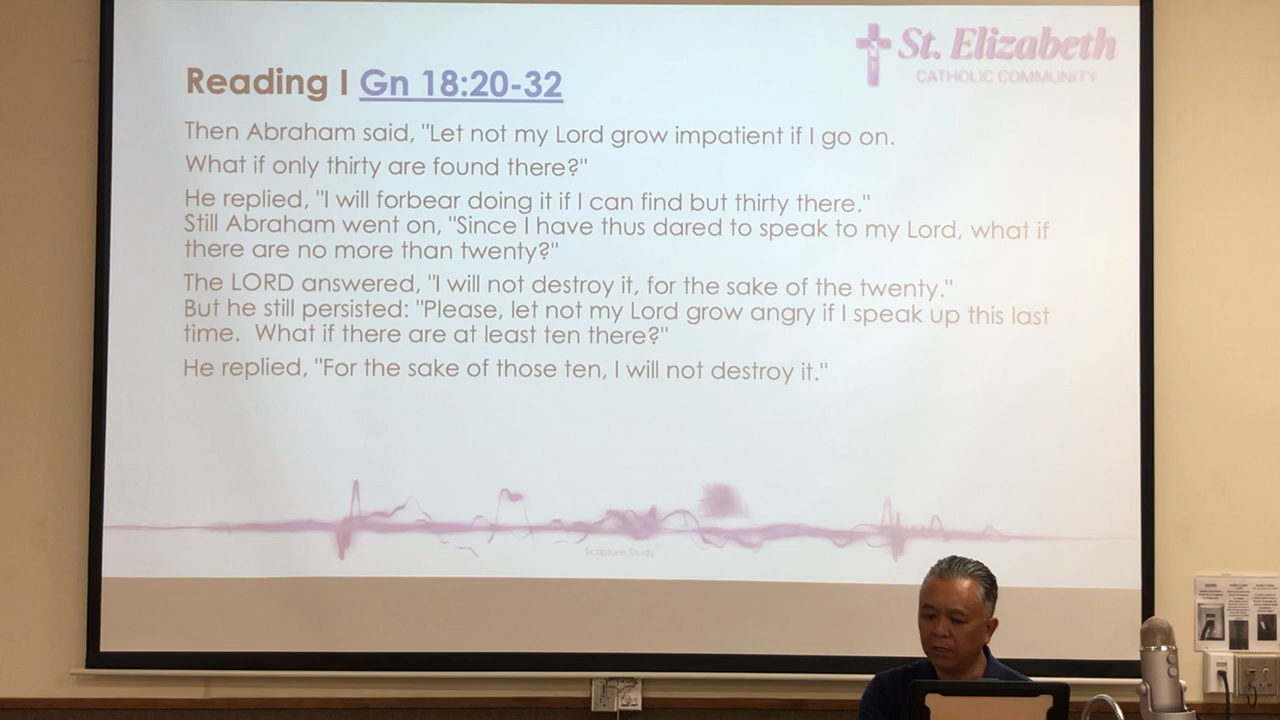 St. Elizabeth
CATHOLIC COMMUNITY
Reading I Gn 18:20-32
Then Abraham said, "Let not my Lord grow impatient if I go on.
What if only thirty are found there?"
He replied, "I will forbear doing it if I can find but thirty there."
Still Abraham went on, "Since I have thus dared to speak to my Lord, what if
there are no more than twenty?"
The LORD answered, "I will not destroy it, for the sake of the twenty."
But he still persisted: "Please, let not my Lord grow angry if I speak up this last
time.  What if there are at least ten there?"
He replied, "For the sake of those ten, I will not destroy it."
Scripture Study